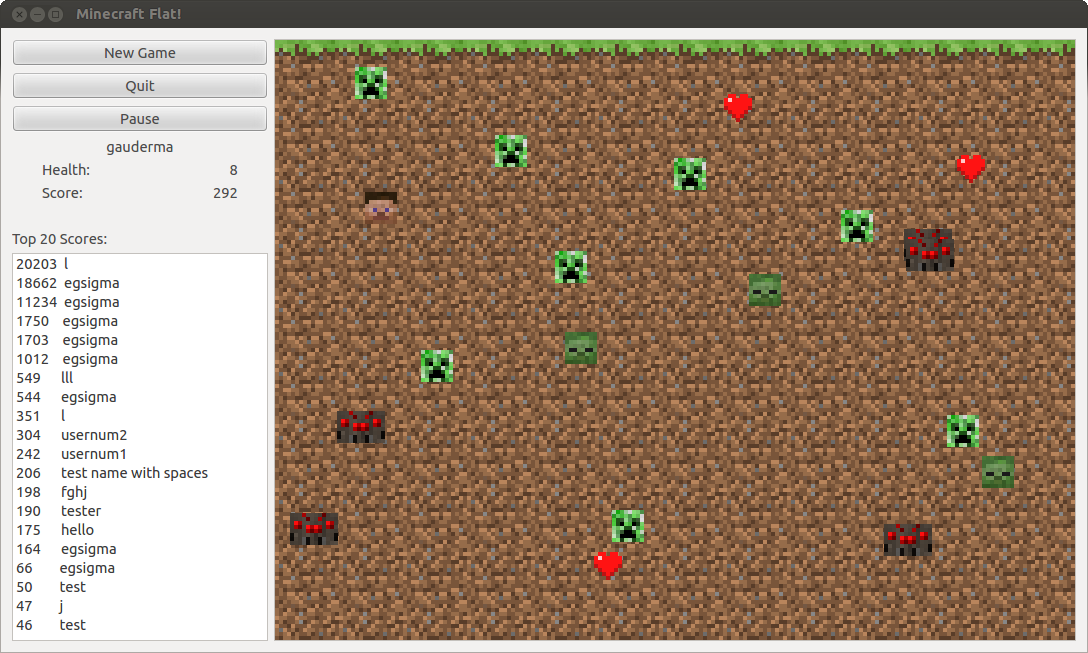 Minecraft Flat!
New Game
Quit
Pause
gauderma
Health: 8
Score: 292
Top 20 Scores:
20203 l
18662 egsigma
11234 egsigma
1750 egsigma
1703 egsigma
1012 egsigma
549 lll
544 egsigma
351 l
304 usernum2
242 usernum1
206 test name with spaces
198 fghj
190 tester
175 hello
164 egsigma
66 egsigma
50 test
47 j
46 test